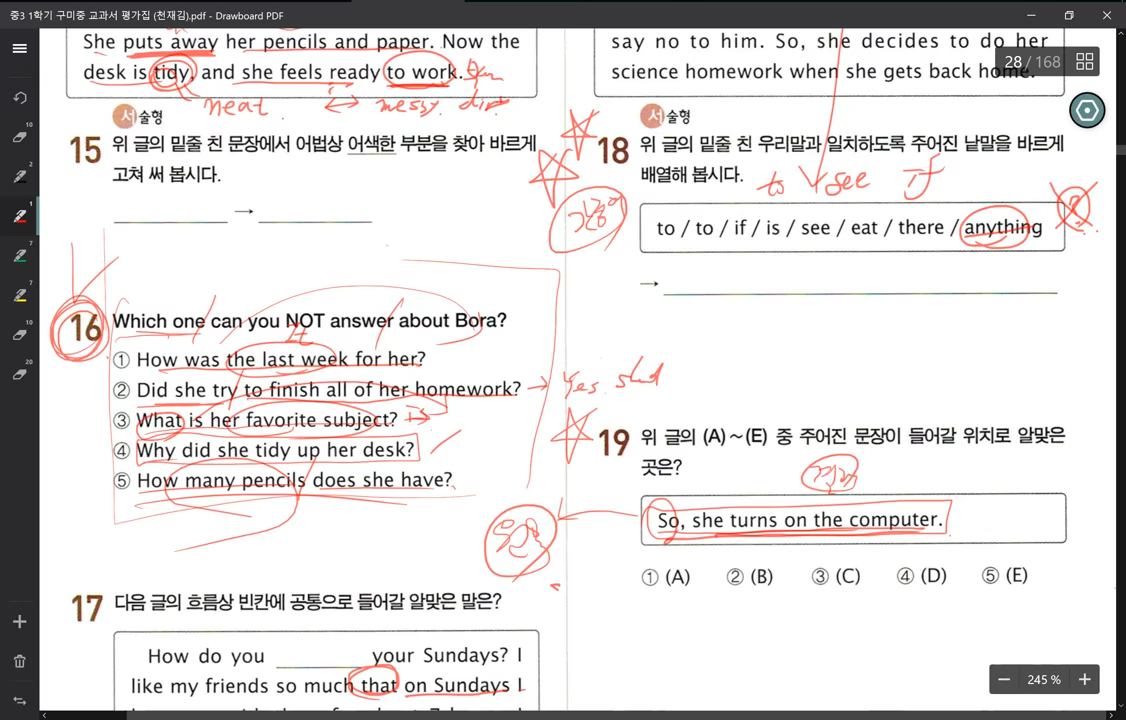 중3 1학기 구미중 교과서 평가집 (천재김).pdf - Drawboard PDF
28 / 168
She puts away her pencils and paper. Now the
desk is tidy, and she feels ready to work.
neat ↔ messy
서술형
15 위 글의 밑줄 친 문장에서 어법상 어색한 부분을 찾아 바르게
고쳐 써 봅시다.
→
16 Which one can you NOT answer about Bora?
① How was the last week for her?
② Did she try to finish all of her homework? → Yes.
③ What is her favorite subject?
④ Why did she tidy up her desk?
⑤ How many pencils does she have?
17 다음 글의 흐름상 빈칸에 공통으로 들어갈 알맞은 말은?
How do you ________ your Sundays? I
like my friends so much that on Sundays I
say no to him. So, she decides to do her
science homework when she gets back home.
서술형
18 위 글의 밑줄 친 우리말과 일치하도록 주어진 낱말을 바르게
배열해 봅시다.
to see if
to / to / if / is / see / eat / there / anything
→
19 위 글의 (A)~(E) 중 주어진 문장이 들어갈 위치로 알맞은
곳은?
So, she turns on the computer.
① (A) ② (B) ③ (C) ④ (D) ⑤ (E)
10
2
1
7
7
10
20
245 %